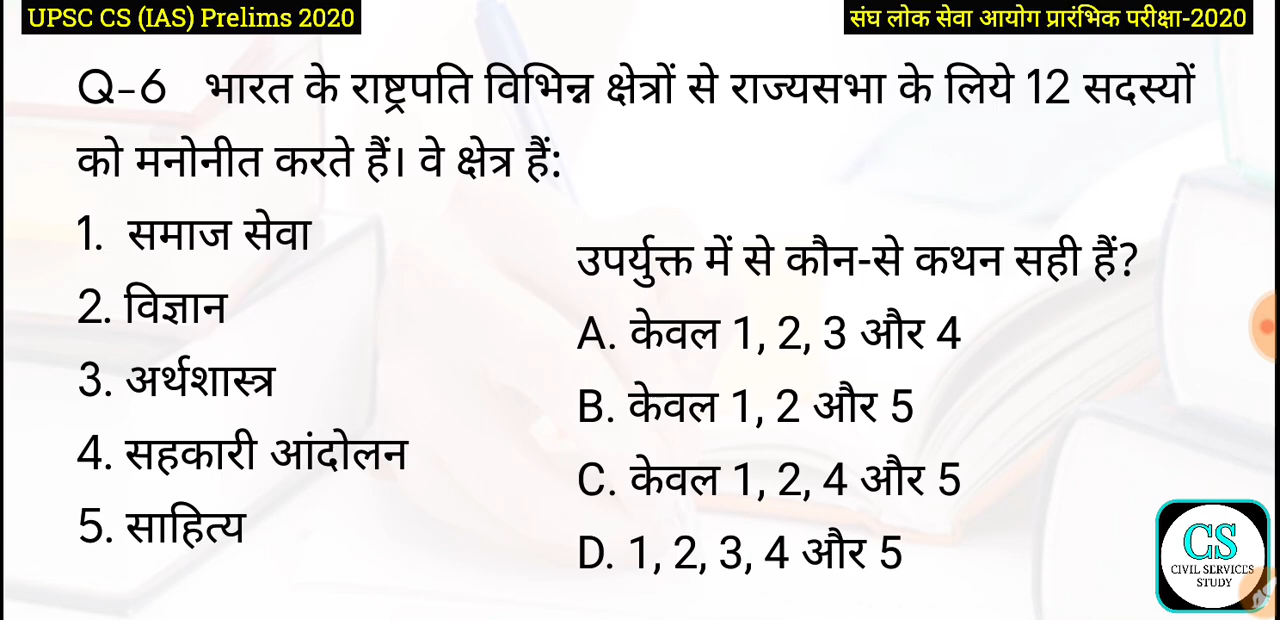 UPSC CS (IAS) Prelims 2020
संघ लोक सेवा आयोग प्रारंभिक परीक्षा-2020
Q-6 भारत के राष्ट्रपति विभिन्न क्षेत्रों से राज्यसभा के लिये 12 सदस्यों
को मनोनीत करते हैं। वे क्षेत्र हैं:
1. समाज सेवा
2. विज्ञान
3. अर्थशास्त्र
4. सहकारी आंदोलन
5. साहित्य
उपर्युक्त में से कौन-से कथन सही हैं?
A. केवल 1, 2, 3 और 4
B. केवल 1, 2 और 5
C. केवल 1, 2, 4 और 5
D. 1, 2, 3, 4 और 5
CS
CIVIL SERVICES
STUDY